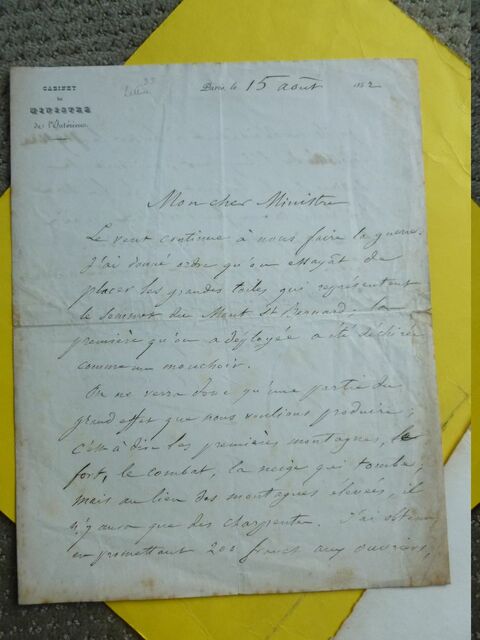 CABINET
DU
MINISTRE
de l'Intérieur.
Paris, le 15 août 1852
Mon cher Ministre
Le vent continue à nous faire la guerre.
J'ai donné ordre qu'on essayât de
placer les grandes toiles qui représentent
le sommet du Mont St Bernard; la
première qu'on a déployée a été déchirée
comme un mouchoir.
On ne verra donc qu'une partie du
grand effet que nous voulions produire;
c'est à dire les premières montagnes, le
fort, le combat, la neige qui tombe;
mais au lieu des montagnes élevées, il
n'y aura que des charpentes. J'ai obtenu
en promettant 200 francs aux ouvriers,